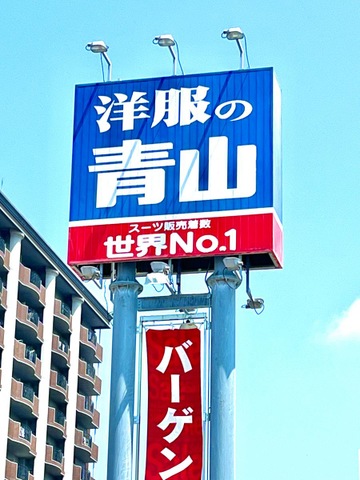 洋服の
青山
スーツ販売着数
世界No.1
バーゲン